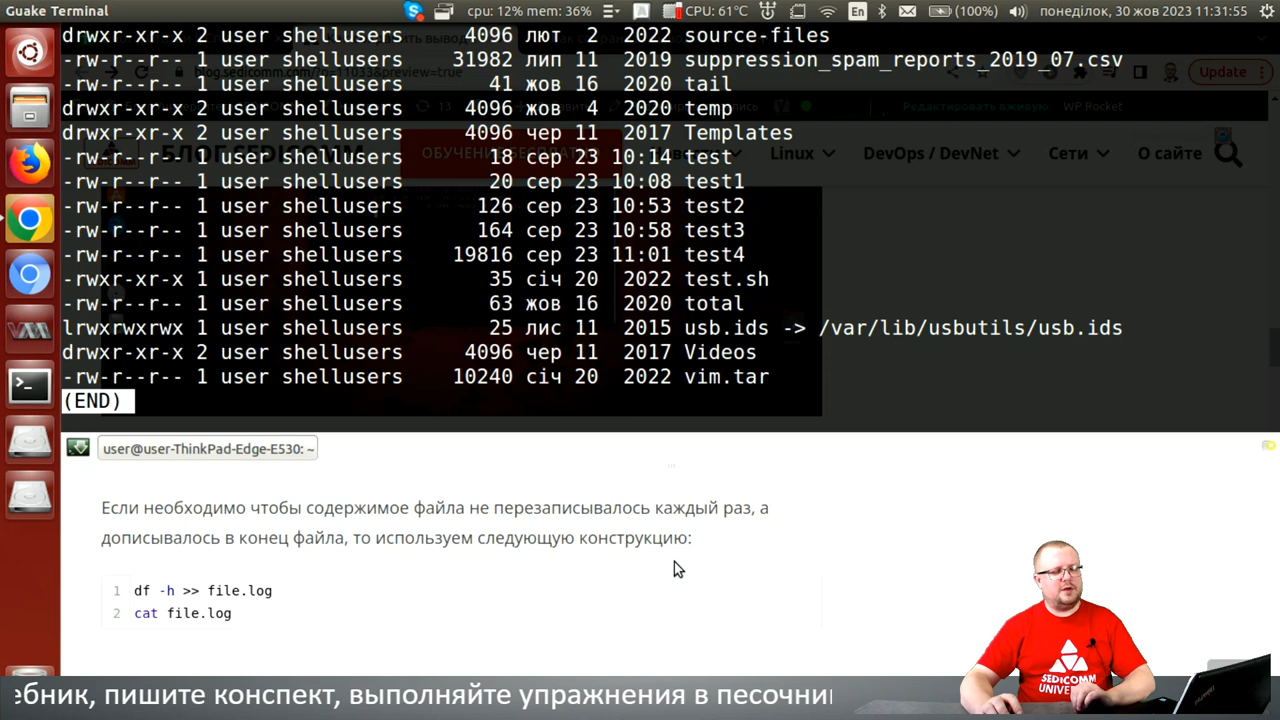 Guake Terminal
cpu: 12% mem: 36%
CPU: 61°C
En
(100%)
понеділок, 30 жов 2023 11:31:55
drwxr-xr-x 2 user shellusers 4096 лют 2 2022 source-files
-rw-r--r-- 1 user shellusers 31982 лип 11 2019 suppression_spam_reports_2019_07.csv
-rw-r--r-- 1 user shellusers 41 жов 16 2020 tail
drwxr-xr-x 2 user shellusers 4096 жов 4 2020 temp
drwxr-xr-x 2 user shellusers 4096 чер 11 2017 Templates
-rw-r--r-- 1 user shellusers 18 сер 23 10:14 test
-rw-r--r-- 1 user shellusers 20 сер 23 10:08 test1
-rw-r--r-- 1 user shellusers 126 сер 23 10:53 test2
-rw-r--r-- 1 user shellusers 164 сер 23 10:58 test3
-rw-r--r-- 1 user shellusers 19816 сер 23 11:01 test4
-rwxr-xr-x 1 user shellusers 35 січ 20 2022 test.sh
-rw-r--r-- 1 user shellusers 63 жов 16 2020 total
lrwxrwxrwx 1 user shellusers 25 лис 11 2015 usb.ids -> /var/lib/usbutils/usb.ids
drwxr-xr-x 2 user shellusers 4096 чер 11 2017 Videos
-rw-r--r-- 1 user shellusers 10240 січ 20 2022 vim.tar
(END)
Update
Редактировать вживую
WP Rocket
Linux
DevOps / DevNet
Сети
О сайте
user@user-ThinkPad-Edge-E530: ~
Если необходимо чтобы содержимое файла не перезаписывалось каждый раз, а
дописывалось в конец файла, то используем следующую конструкцию:
1 df -h >> file.log
2 cat file.log
SEDICOMM
UNIVERSITY
ебник, пишите конспект, выполняйте упражнения в песочни